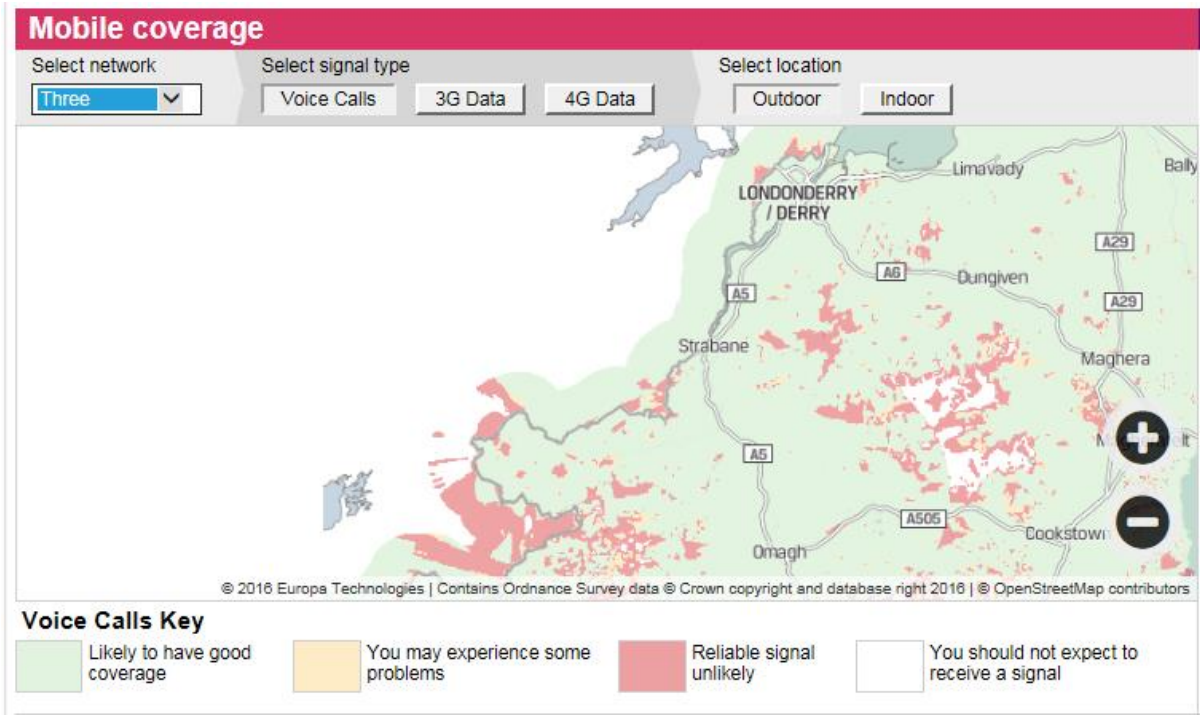 Mobile coverage
Select network
Select signal type
Select location
Three
Voice Calls
3G Data
4G Data
Outdoor
Indoor
Limavady
Bally
LONDONDERRY
/ DERRY
A29
A6
Dungiven
A5
A29
Strabane
Maghera
A5
A505
Cookstown
Omagh
© 2016 Europa Technologies | Contains Ordnance Survey data © Crown copyright and database right 2016 | © OpenStreetMap contributors
Voice Calls Key
Likely to have good
coverage
You may experience some
problems
Reliable signal
unlikely
You should not expect to
receive a signal